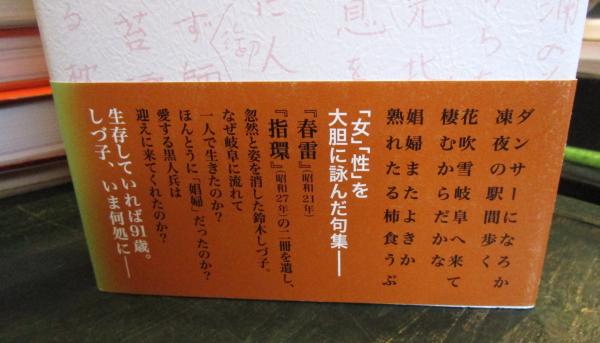 ダンサーになろか
凍夜の駅間歩く
花吹雪岐阜へ来て
棲むからだかな
娼婦またよきか
熟れたる柿食うぶ
「女」「性」を
大胆に詠んだ句集――
『春雷』(昭和21年)
『指環』(昭和27年)の二冊を遺し、
忽然と姿を消した鈴木しづ子。
なぜ岐阜に流れて
一人で生きたのか?
ほんとうに「娼婦」だったのか?
愛する黒人兵は
迎えに来てくれたのか?
生存していれば91歳。
しづ子、いま何処に――